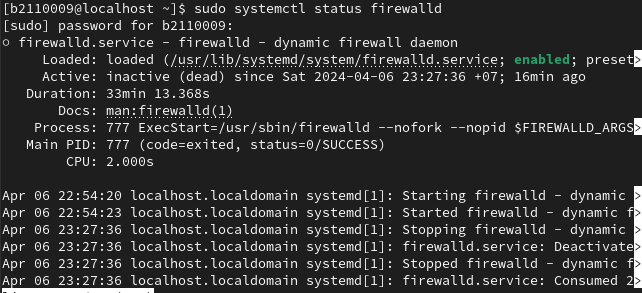 [b2110009@localhost ~]$ sudo systemctl status firewalld
[sudo] password for b2110009:
○ firewalld.service - firewalld - dynamic firewall daemon
     Loaded: loaded (/usr/lib/systemd/system/firewalld.service; enabled; preset>
     Active: inactive (dead) since Sat 2024-04-06 23:27:36 +07; 16min ago
   Duration: 33min 13.368s
       Docs: man:firewalld(1)
    Process: 777 ExecStart=/usr/sbin/firewalld --nofork --nopid $FIREWALLD_ARGS>
   Main PID: 777 (code=exited, status=0/SUCCESS)
        CPU: 2.000s

Apr 06 22:54:20 localhost.localdomain systemd[1]: Starting firewalld - dynamic >
Apr 06 22:54:23 localhost.localdomain systemd[1]: Started firewalld - dynamic f>
Apr 06 23:27:36 localhost.localdomain systemd[1]: Stopping firewalld - dynamic >
Apr 06 23:27:36 localhost.localdomain systemd[1]: firewalld.service: Deactivate>
Apr 06 23:27:36 localhost.localdomain systemd[1]: Stopped firewalld - dynamic f>
Apr 06 23:27:36 localhost.localdomain systemd[1]: firewalld.service: Consumed 2>